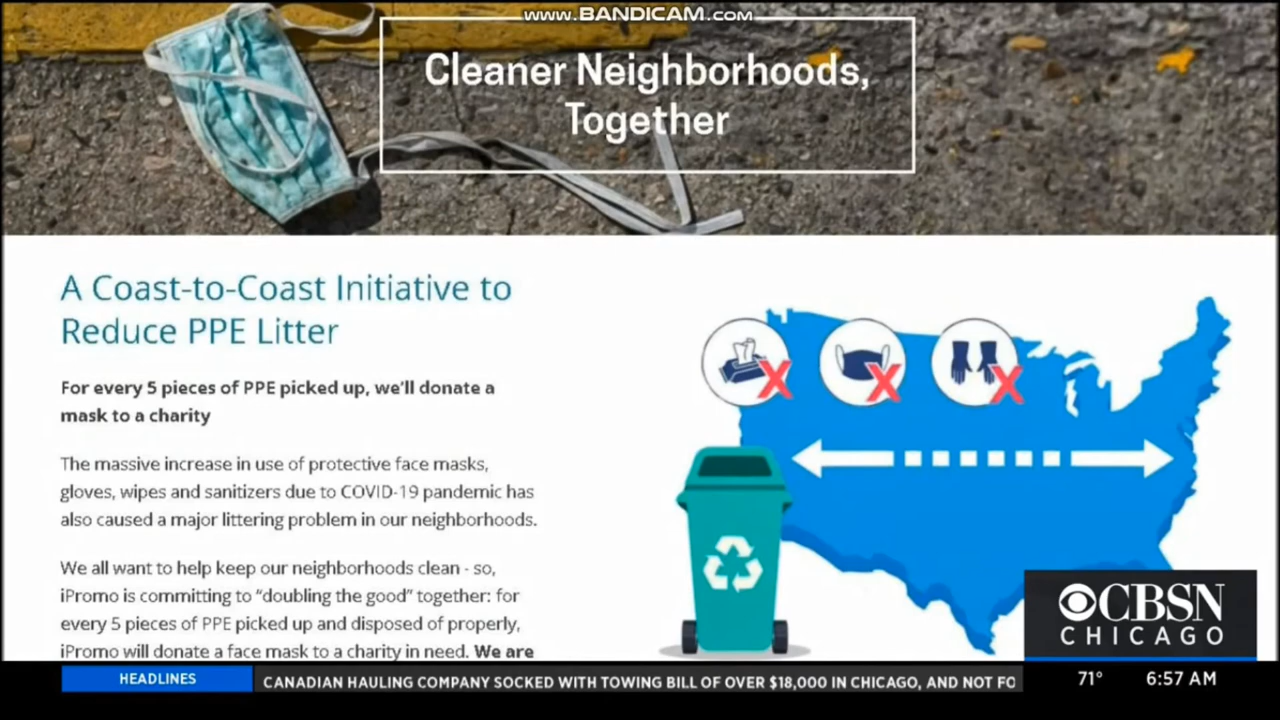 www.BANDICAM.com
Cleaner Neighborhoods,
Together
A Coast-to-Coast Initiative to
Reduce PPE Litter
For every 5 pieces of PPE picked up, we'll donate a
mask to a charity
The massive increase in use of protective face masks,
gloves, wipes and sanitizers due to COVID-19 pandemic has
also caused a major littering problem in our neighborhoods.
We all want to help keep our neighborhoods clean - so,
iPromo is committing to "doubling the good" together: for
every 5 pieces of PPE picked up and disposed of properly,
iPromo will donate a face mask to a charity in need. We are
CBSN
CHICAGO
HEADLINES
CANADIAN HAULING COMPANY SOCKED WITH TOWING BILL OF OVER $18,000 IN CHICAGO, AND NOT FO
71° 6:57 AM